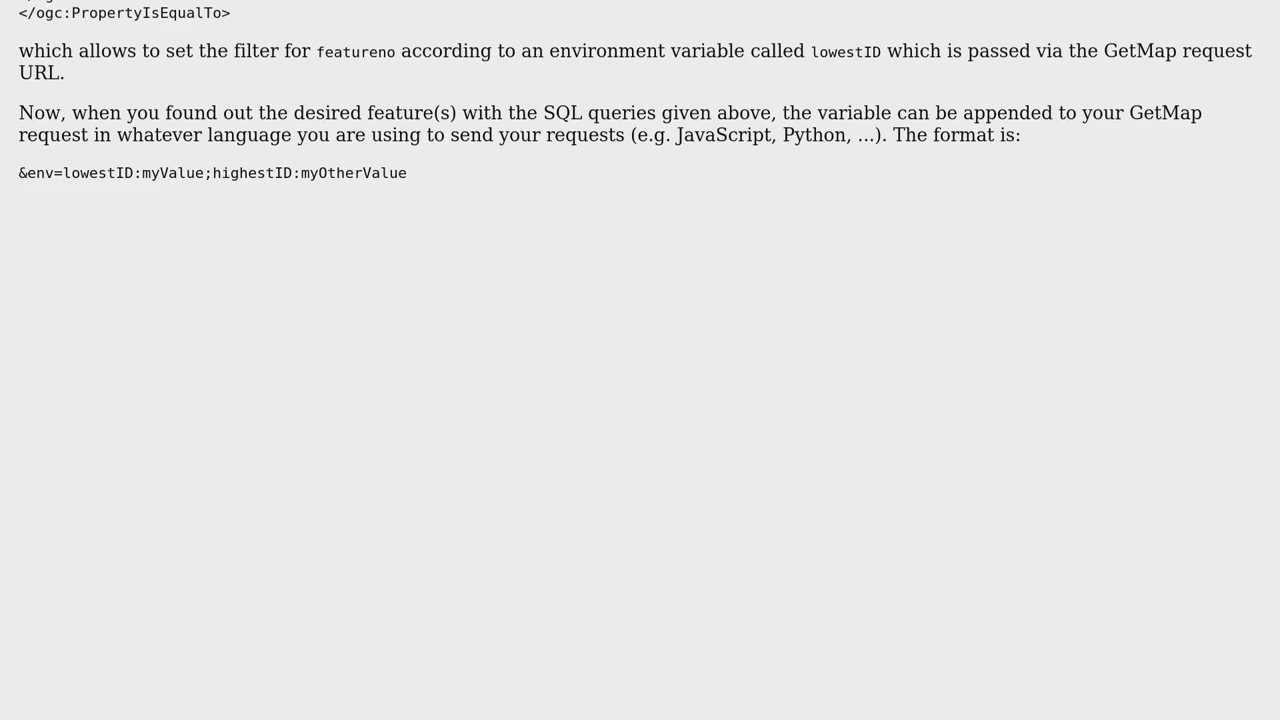 </ogc:PropertyIsEqualTo>
which allows to set the filter for featureno according to an environment variable called lowestID which is passed via the GetMap request
URL.
Now, when you found out the desired feature(s) with the SQL queries given above, the variable can be appended to your GetMap
request in whatever language you are using to send your requests (e.g. JavaScript, Python, ...). The format is:
&env=lowestID:myValue;highestID:myOtherValue